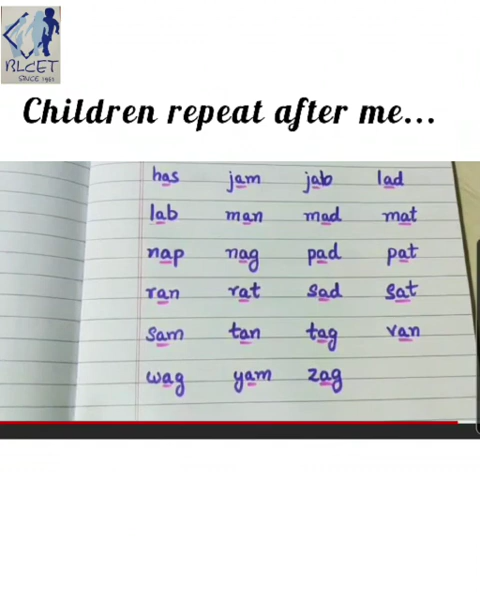 BLCET
SINCE 1961
Children repeat after me...
has jam jab lad
lab man mad mat
nap nag pad pat
ran rat sad sat
sam tan tag van
wag yam zag